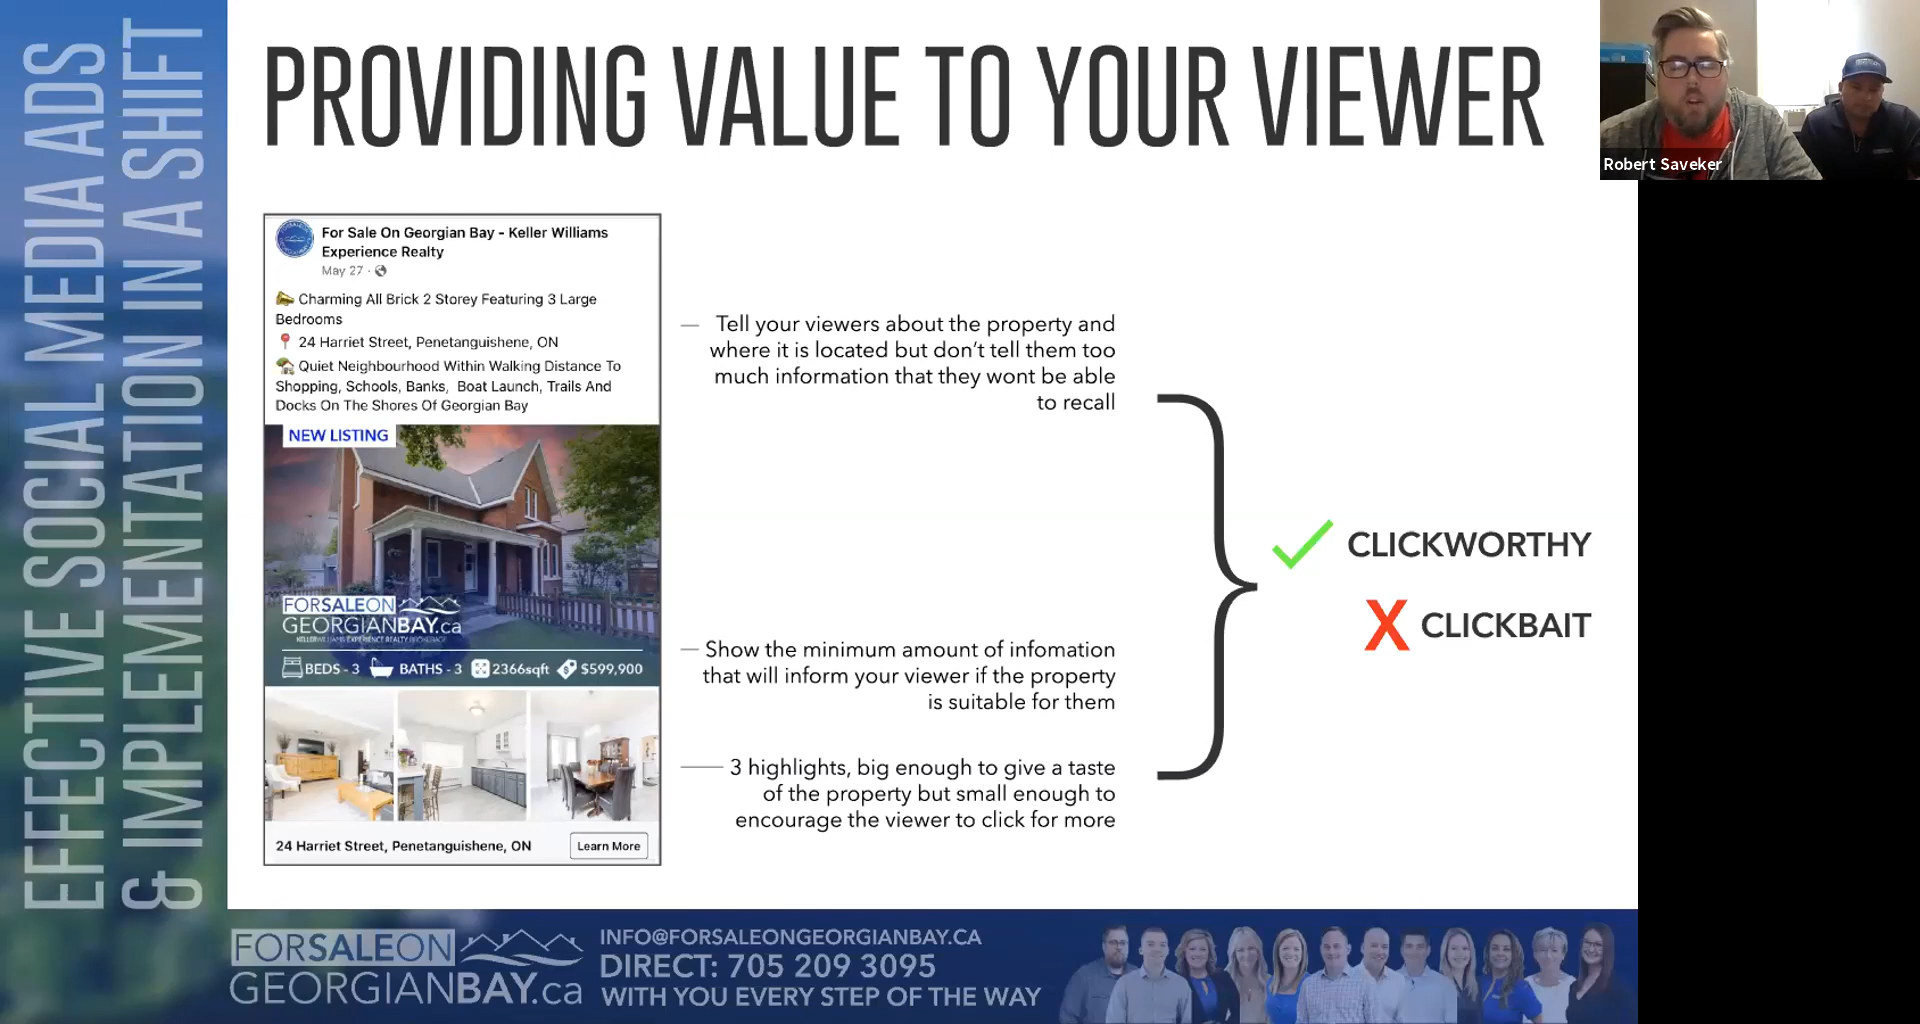 EFFECTIVE SOCIAL MEDIA ADS
& IMPLEMENTATION IN A SHIFT
PROVIDING VALUE TO YOUR VIEWER
Robert Saveker
For Sale On Georgian Bay - Keller Williams
Experience Realty
May 27 ·
Charming All Brick 2 Storey Featuring 3 Large
Bedrooms
24 Harriet Street, Penetanguishene, ON
Quiet Neighbourhood Within Walking Distance To
Shopping, Schools, Banks, Boat Launch, Trails And
Docks On The Shores Of Georgian Bay
NEW LISTING
FORSALEON
GEORGIANBAY.ca
KELLERWILLIAMS EXPERIENCE REALTY BROKERAGE
BEDS - 3 BATHS - 3 2366sqft $599,900
24 Harriet Street, Penetanguishene, ON
Learn More
Tell your viewers about the property and
where it is located but don't tell them too
much information that they wont be able
to recall
Show the minimum amount of infomation
that will inform your viewer if the property
is suitable for them
3 highlights, big enough to give a taste
of the property but small enough to
encourage the viewer to click for more
CLICKWORTHY
X CLICKBAIT
FORSALEON
GEORGIANBAY.ca
INFO@FORSALEONGEORGIANBAY.CA
DIRECT: 705 209 3095
WITH YOU EVERY STEP OF THE WAY